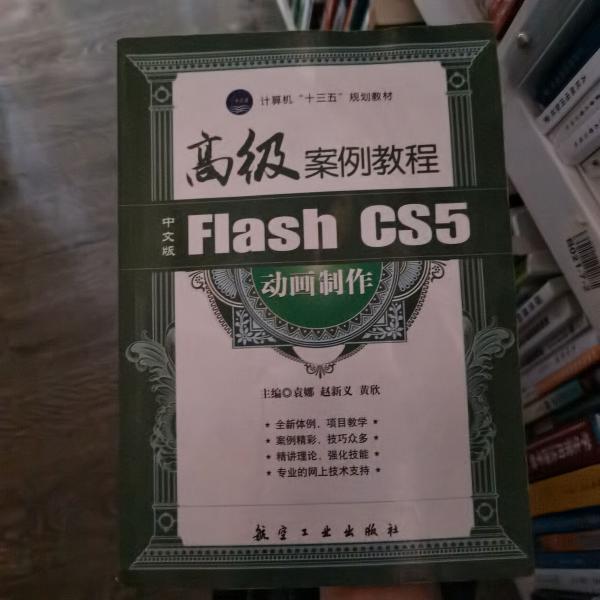 计算机“十三五”规划教材
高级案例教程
中文版
Flash CS5
动画制作
主编◎袁娜 赵新义 黄欣
★ 全新体例、项目教学 ★
★ 案例精彩、技巧众多 ★
★ 精讲理论、强化技能 ★
★ 专业的网上技术支持 ★
航空工业出版社